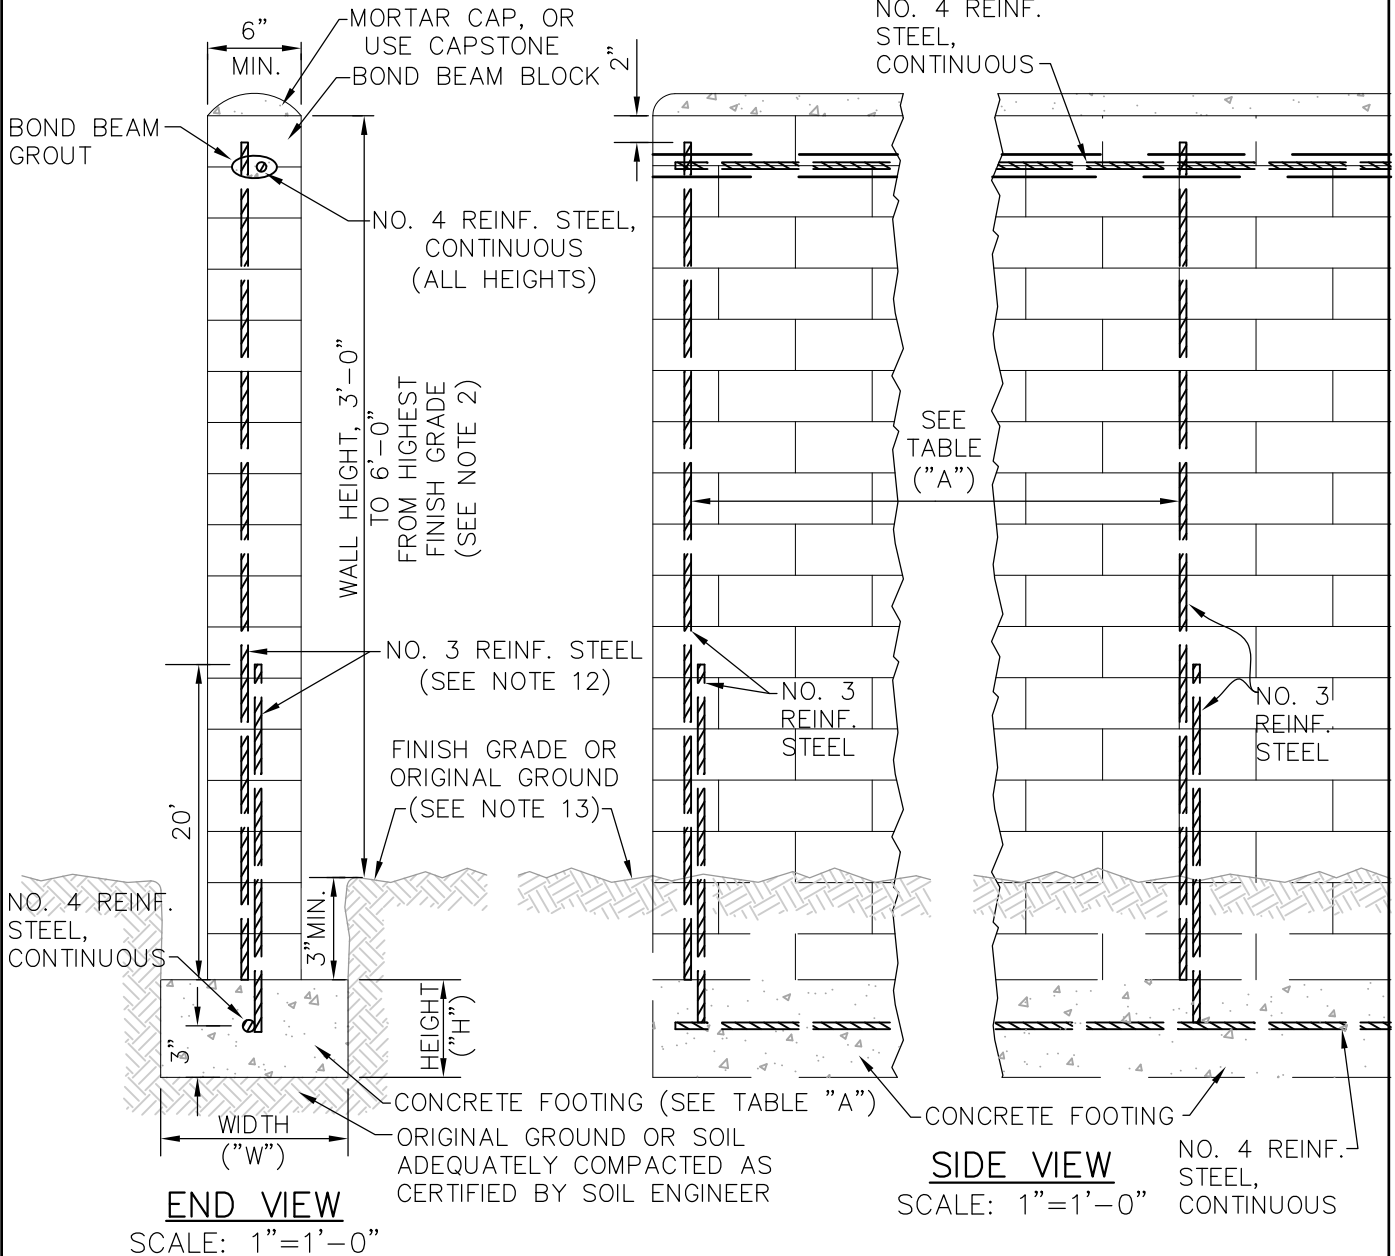 6"
MIN.
MORTAR CAP, OR
USE CAPSTONE
BOND BEAM BLOCK
2"
NO. 4 REINF.
STEEL,
CONTINUOUS
BOND BEAM
GROUT
NO. 4 REINF. STEEL,
CONTINUOUS
(ALL HEIGHTS)
WALL HEIGHT, 3'-0"
TO 6'-0"
FROM HIGHEST
FINISH GRADE
(SEE NOTE 2)
SEE
TABLE
("A")
NO. 3 REINF. STEEL
(SEE NOTE 12)
NO. 3
REINF.
STEEL
NO. 3
REINF.
STEEL
FINISH GRADE OR
ORIGINAL GROUND
(SEE NOTE 13)
20'
NO. 4 REINF.
STEEL,
CONTINUOUS
3"MIN.
HEIGHT
("H")
3"
WIDTH
("W")
CONCRETE FOOTING (SEE TABLE "A")
ORIGINAL GROUND OR SOIL
ADEQUATELY COMPACTED AS
CERTIFIED BY SOIL ENGINEER
CONCRETE FOOTING
NO. 4 REINF.
STEEL,
CONTINUOUS
END VIEW
SCALE: 1"=1'-0"
SIDE VIEW
SCALE: 1"=1'-0"